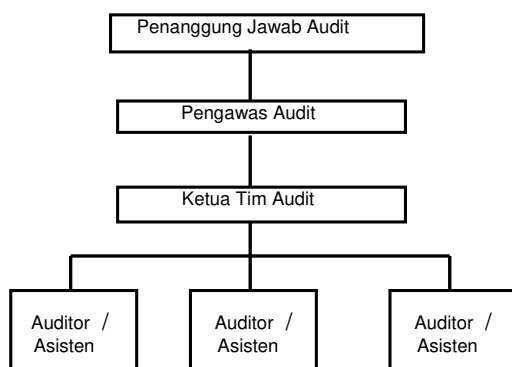 Penanggung Jawab Audit
Pengawas Audit
Ketua Tim Audit
Auditor /
Asisten
Auditor /
Asisten
Auditor /
Asisten